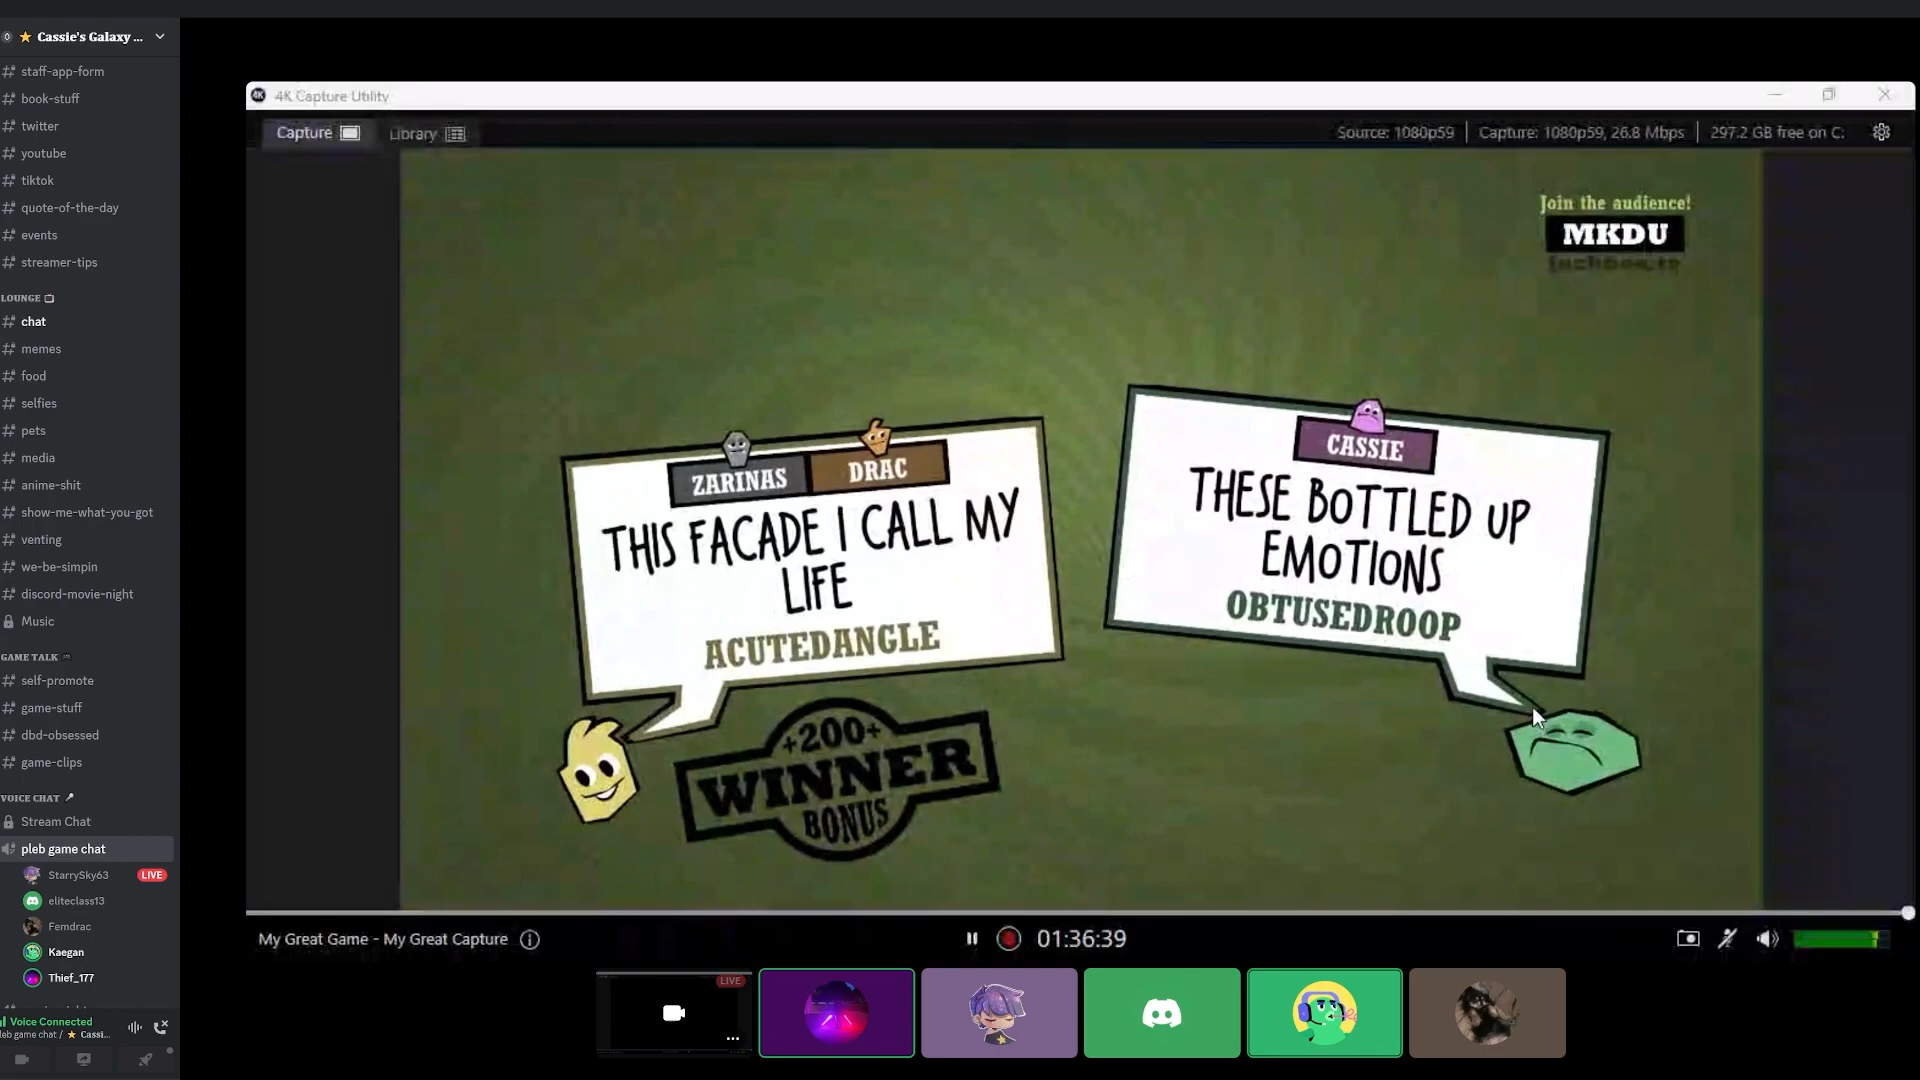 Cassie's Galaxy ...
staff-app-form
book-stuff
twitter
youtube
tiktok
quote-of-the-day
events
streamer-tips
LOUNGE
chat
memes
food
selfies
pets
media
anime-shit
show-me-what-you-got
venting
we-be-simpin
discord-movie-night
Music
GAME TALK
self-promote
game-stuff
dbd-obsessed
game-clips
VOICE CHAT
Stream Chat
pleb game chat
StarrySky63 LIVE
eliteclass13
Femdrac
Kaegan
Thief_177
Voice Connected
leb game chat / Cassi...
4K Capture Utility
Capture Library Source: 1080p59 Capture: 1080p59, 26.8 Mbps 297.2 GB free on C:
Join the audience!
MKDU
ZARINAS DRAC
THIS FACADE I CALL MY
LIFE
ACUTEDANGLE
+200+
WINNER
BONUS
CASSIE
THESE BOTTLED UP
EMOTIONS
OBTUSEDROOP
My Great Game - My Great Capture 01:36:39
LIVE